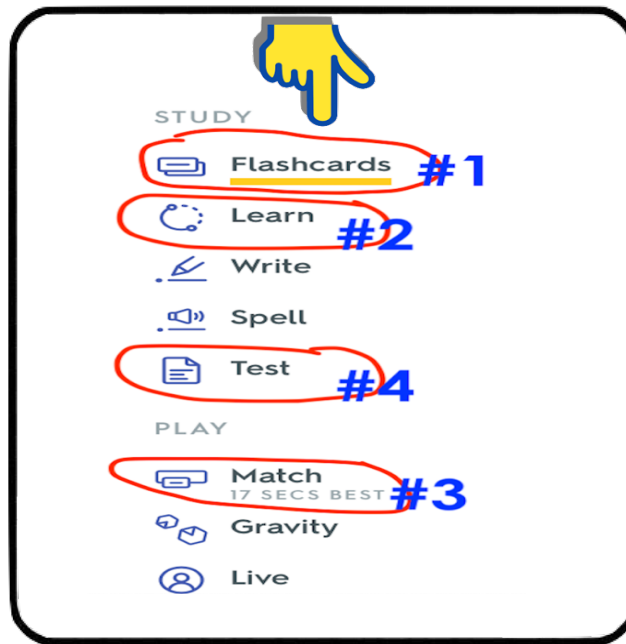 STUDY
Flashcards #1
Learn #2
Write
Spell
Test #4
PLAY
Match
17 SECS BEST #3
Gravity
Live